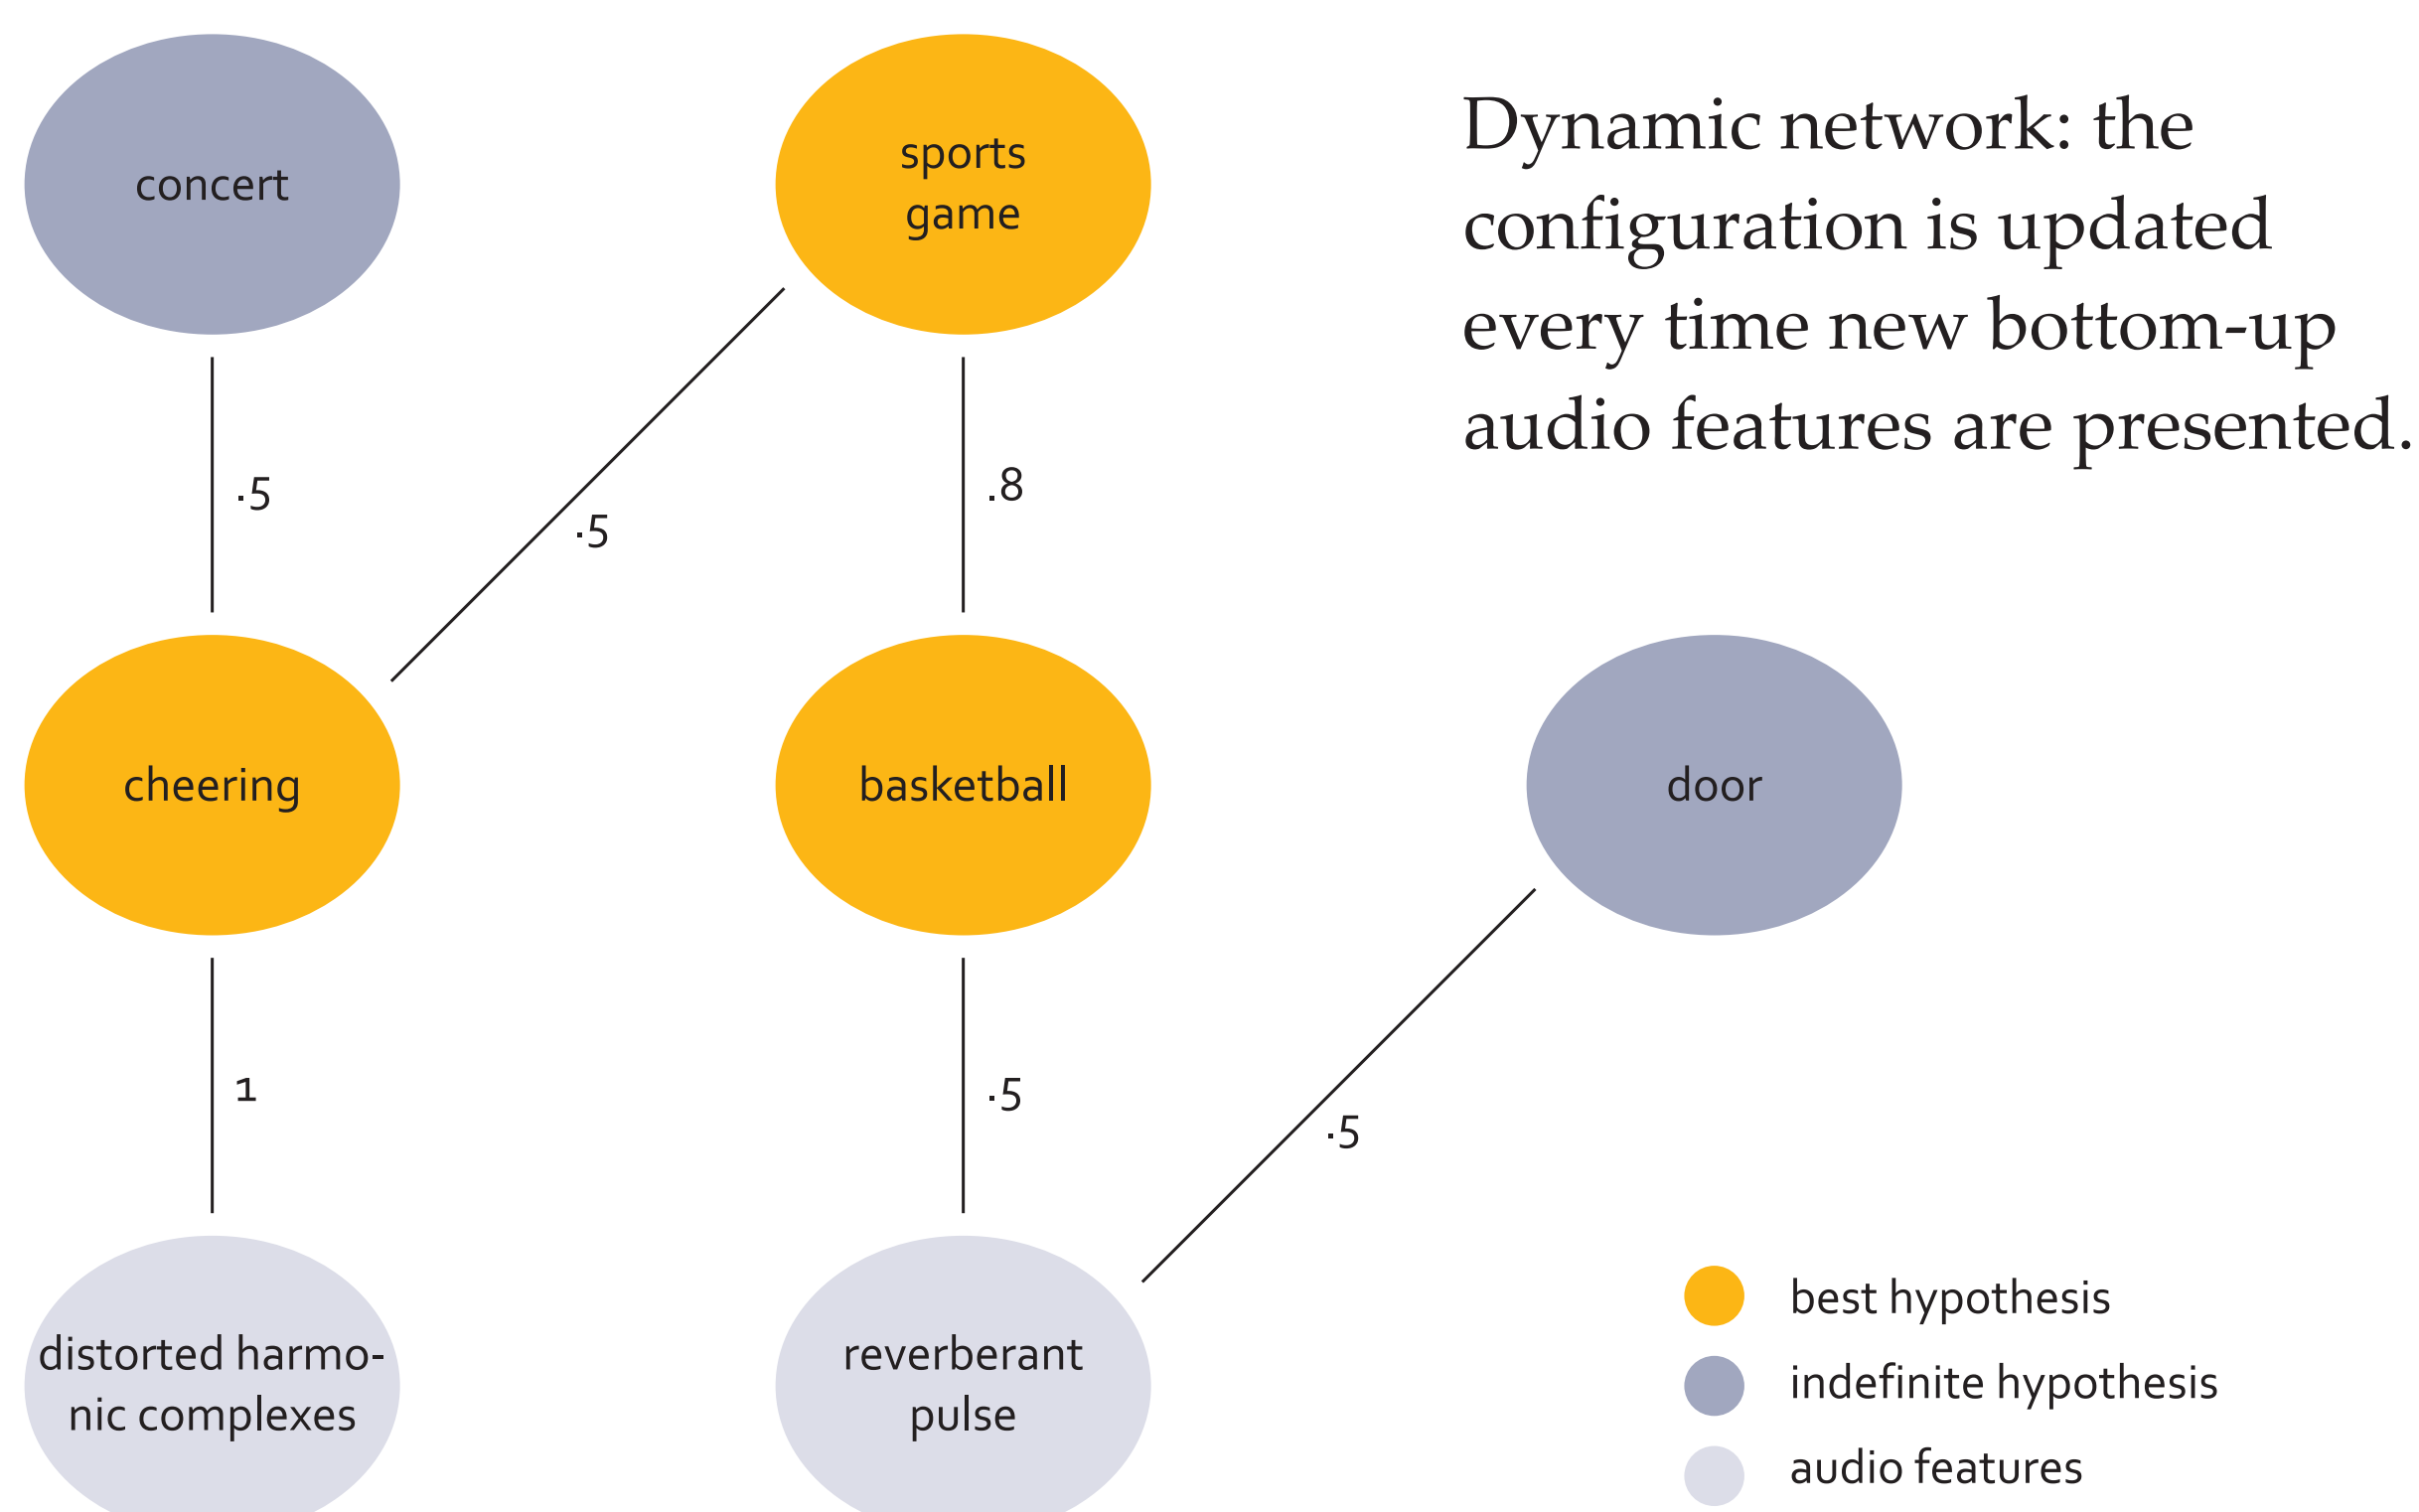 concert
sports
game
Dynamic network: the
configuration is updated
every time new bottom-up
audio features are presented.
.5
.5
.8
cheering
basketball
door
1
.5
.5
distorted harmo-
nic complexes
reverberant
pulse
best hypothesis
indefinite hypothesis
audio features